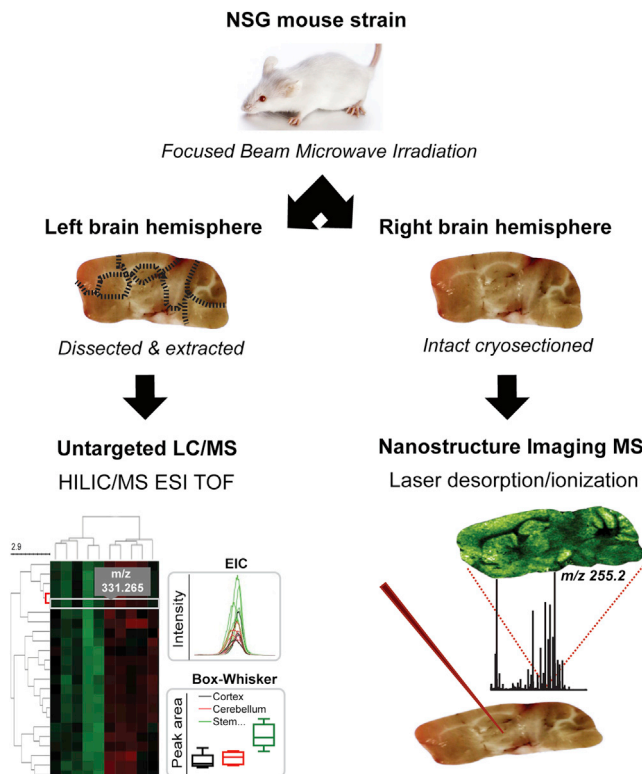 NSG mouse strain
Focused Beam Microwave Irradiation
Left brain hemisphere
Right brain hemisphere
Dissected & extracted
Intact cryosectioned
Untargeted LC/MS
HILIC/MS ESI TOF
Nanostructure Imaging MS
Laser desorption/ionization
2.9
m/z
331.265
EIC
Intensity
m/z 255.2
Box-Whisker
Peak area
Cortex
Cerebellum
Stem...